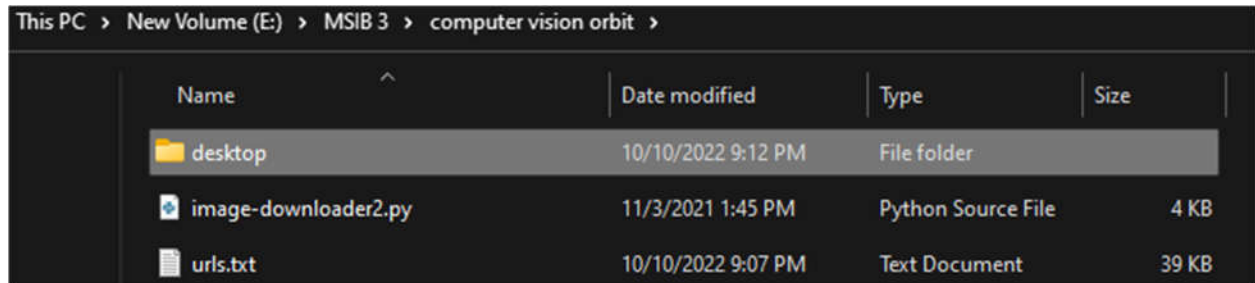 This PC > New Volume (E:) > MSIB 3 > computer vision orbit >
Name Date modified Type Size
desktop 10/10/2022 9:12 PM File folder
image-downloader2.py 11/3/2021 1:45 PM Python Source File 4 KB
urls.txt 10/10/2022 9:07 PM Text Document 39 KB